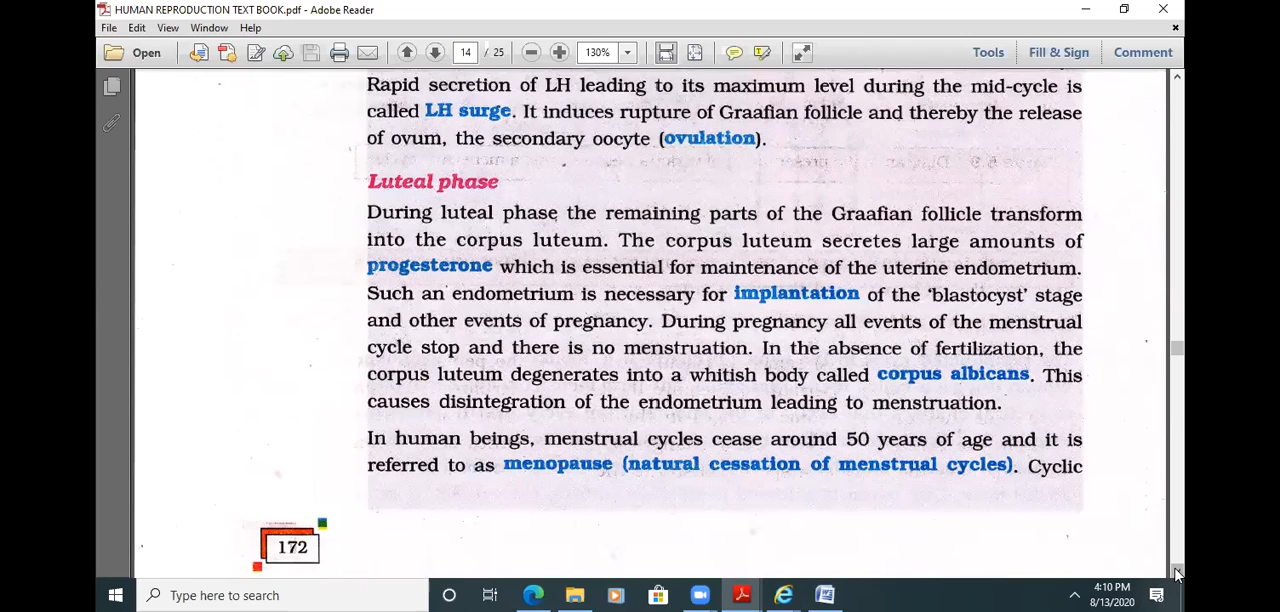 HUMAN REPRODUCTION TEXT BOOK.pdf - Adobe Reader
File Edit View Window Help
Open 14 / 25 130% Tools Fill & Sign Comment
Rapid secretion of LH leading to its maximum level during the mid-cycle is
called LH surge. It induces rupture of Graafian follicle and thereby the release
of ovum, the secondary oocyte (ovulation).
Luteal phase
During luteal phase the remaining parts of the Graafian follicle transform
into the corpus luteum. The corpus luteum secretes large amounts of
progesterone which is essential for maintenance of the uterine endometrium.
Such an endometrium is necessary for implantation of the 'blastocyst' stage
and other events of pregnancy. During pregnancy all events of the menstrual
cycle stop and there is no menstruation. In the absence of fertilization, the
corpus luteum degenerates into a whitish body called corpus albicans. This
causes disintegration of the endometrium leading to menstruation.
In human beings, menstrual cycles cease around 50 years of age and it is
referred to as menopause (natural cessation of menstrual cycles). Cyclic
172
Type here to search
4:10 PM
8/13/2020